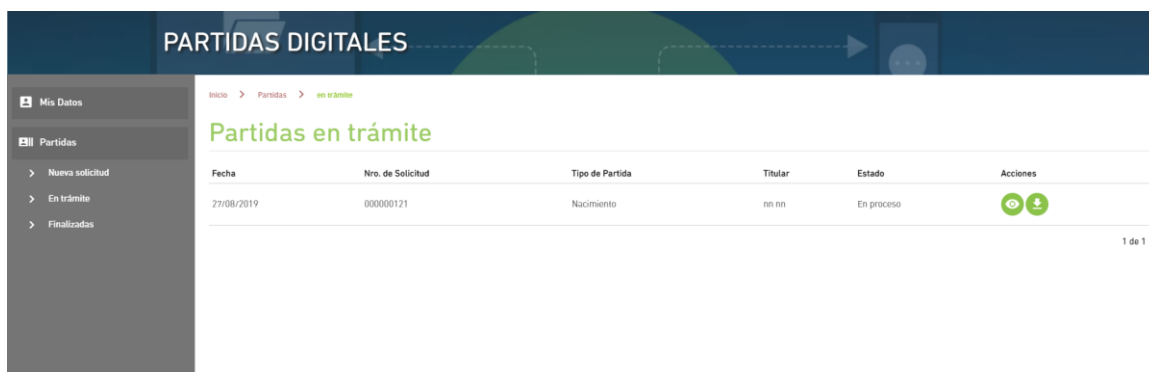 PARTIDAS DIGITALES
Mis Datos
Partidas
Nueva solicitud
En trámite
Finalizadas
Inicio > Partidas > en trámite
Partidas en trámite
Fecha Nro. de Solicitud Tipo de Partida Titular Estado Acciones
27/08/2019 000000121 Nacimiento nn nn En proceso
1 de 1